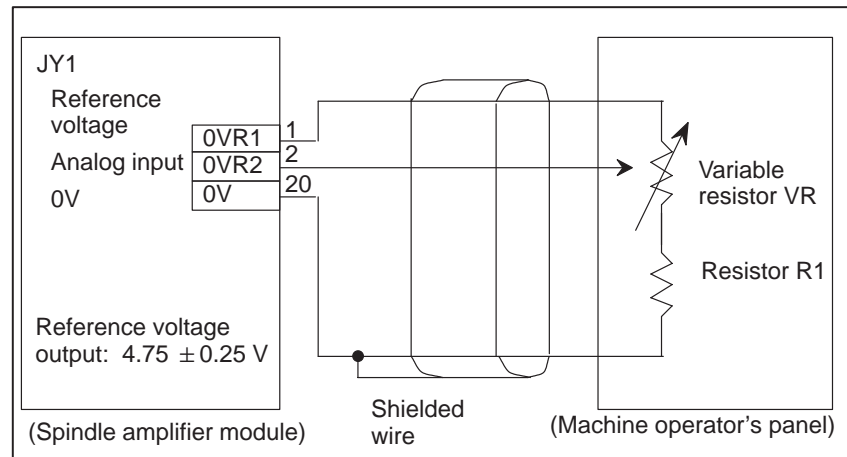 JY1
Reference
voltage
0VR1 1
Analog input 0VR2 2
0V 0V 20
Variable
resistor VR
Resistor R1
Reference voltage
output: 4.75 ±0.25 V
Shielded
wire
(Spindle amplifier module)
(Machine operator's panel)